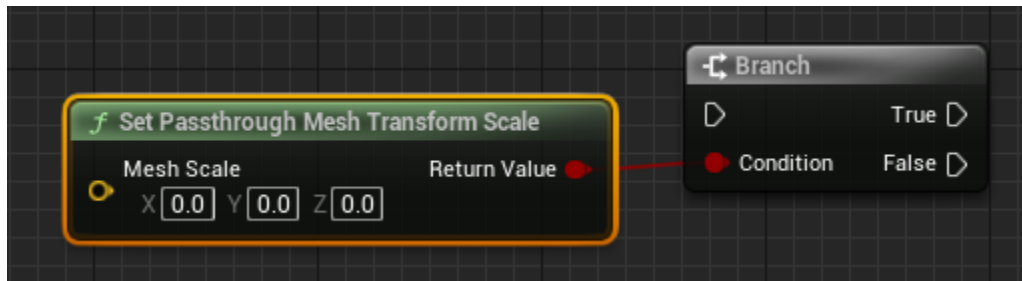 Branch
f Set Passthrough Mesh Transform Scale
True
Mesh Scale
Return Value
Condition
False
X 0.0 Y 0.0 Z 0.0